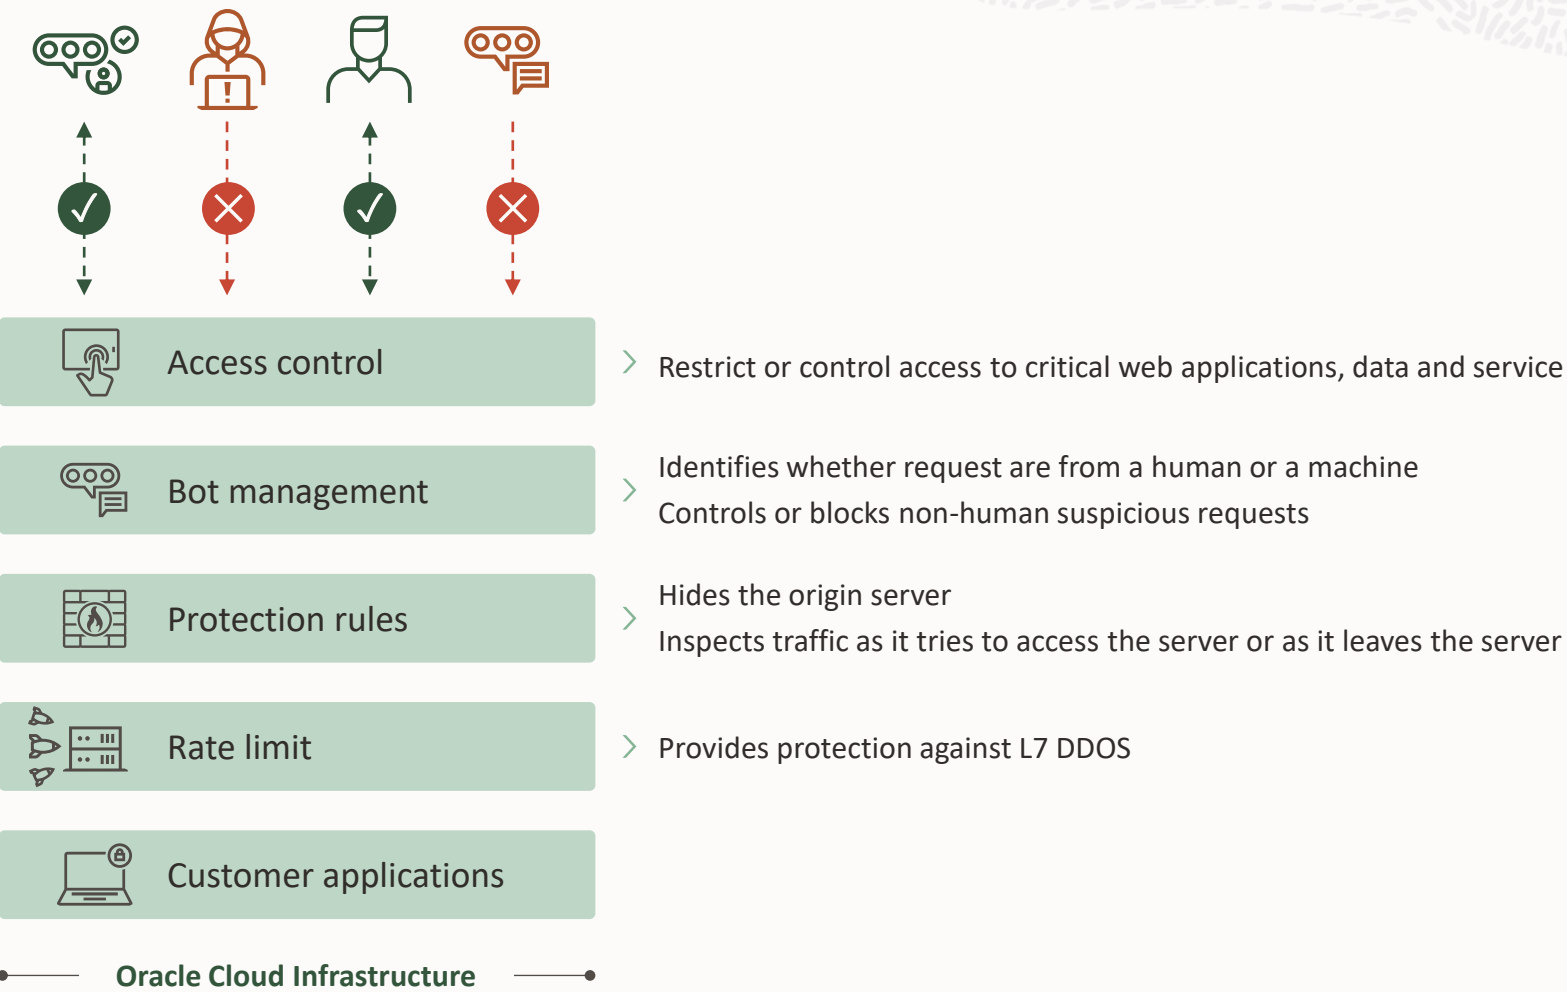 Access control
Restrict or control access to critical web applications, data and service
Bot management
Identifies whether request are from a human or a machine
Controls or blocks non-human suspicious requests
Protection rules
Hides the origin server
Inspects traffic as it tries to access the server or as it leaves the server
Rate limit
Provides protection against L7 DDOS
Customer applications
Oracle Cloud Infrastructure